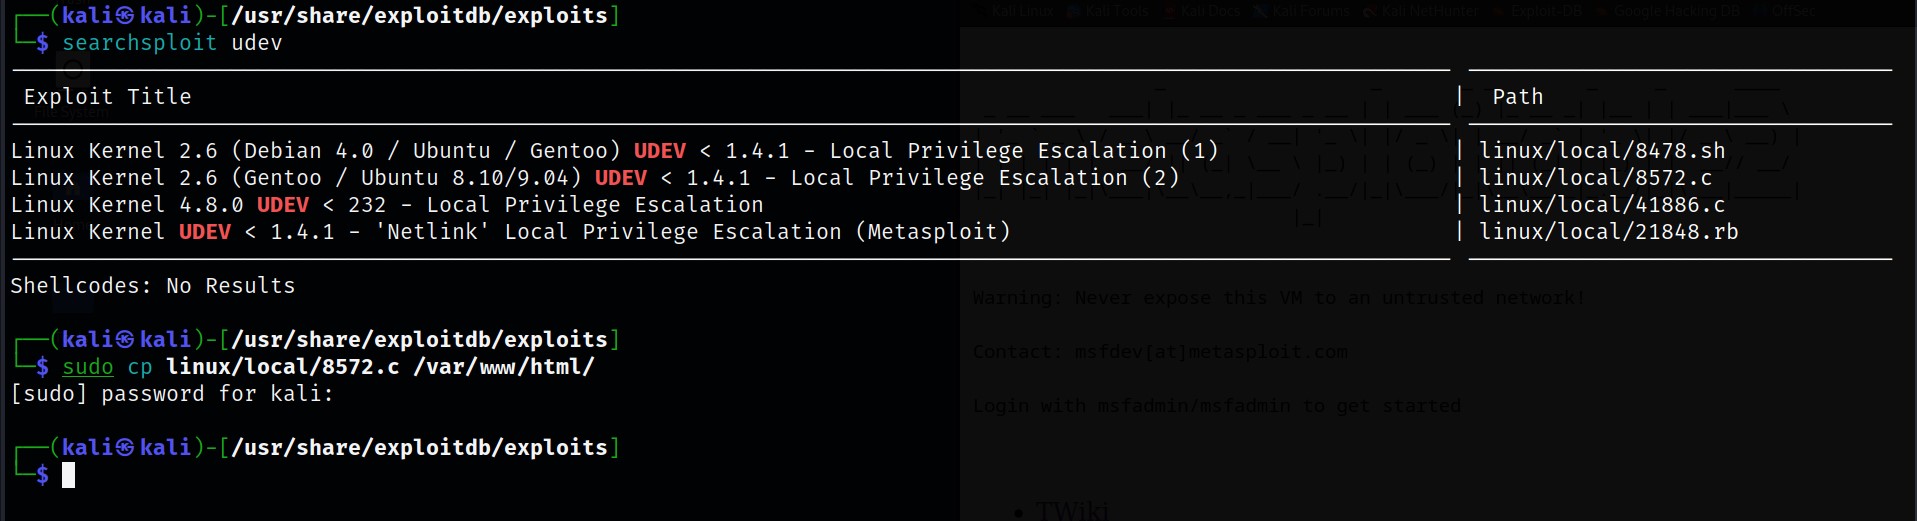 Kali Linux Kali Tools Kali Docs Kali Forums Kali NetHunter Exploit-DB Google Hacking DB OffSec
┌──(kali㉿kali)-[/usr/share/exploitdb/exploits]
└─$ searchsploit udev
Exploit Title | Path
File System
Linux Kernel 2.6 (Debian 4.0 / Ubuntu / Gentoo) UDEV < 1.4.1 - Local Privilege Escalation (1) | linux/local/8478.sh
Linux Kernel 2.6 (Gentoo / Ubuntu 8.10/9.04) UDEV < 1.4.1 - Local Privilege Escalation (2) | linux/local/8572.c
Linux Kernel 4.8.0 UDEV < 232 - Local Privilege Escalation | linux/local/41886.c
Linux Kernel UDEV < 1.4.1 - 'Netlink' Local Privilege Escalation (Metasploit) | linux/local/21848.rb
Shellcodes: No Results
Warning: Never expose this VM to an untrusted network!
┌──(kali㉿kali)-[/usr/share/exploitdb/exploits]
Contact: msfdev[at]metasploit.com
└─$ sudo cp linux/local/8572.c /var/www/html/
[sudo] password for kali:
Login with msfadmin/msfadmin to get started
┌──(kali㉿kali)-[/usr/share/exploitdb/exploits]
└─$
• TWiki